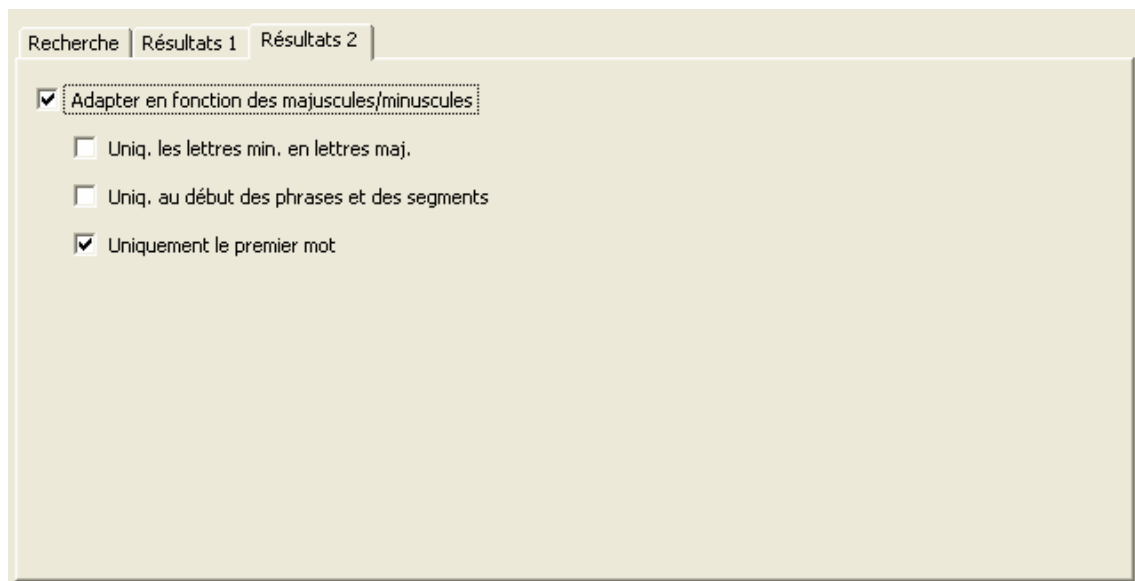 Recherche Résultats 1 Résultats 2
Adapter en fonction des majuscules/minuscules
Uniq. les lettres min. en lettres maj.
Uniq. au début des phrases et des segments
Uniquement le premier mot